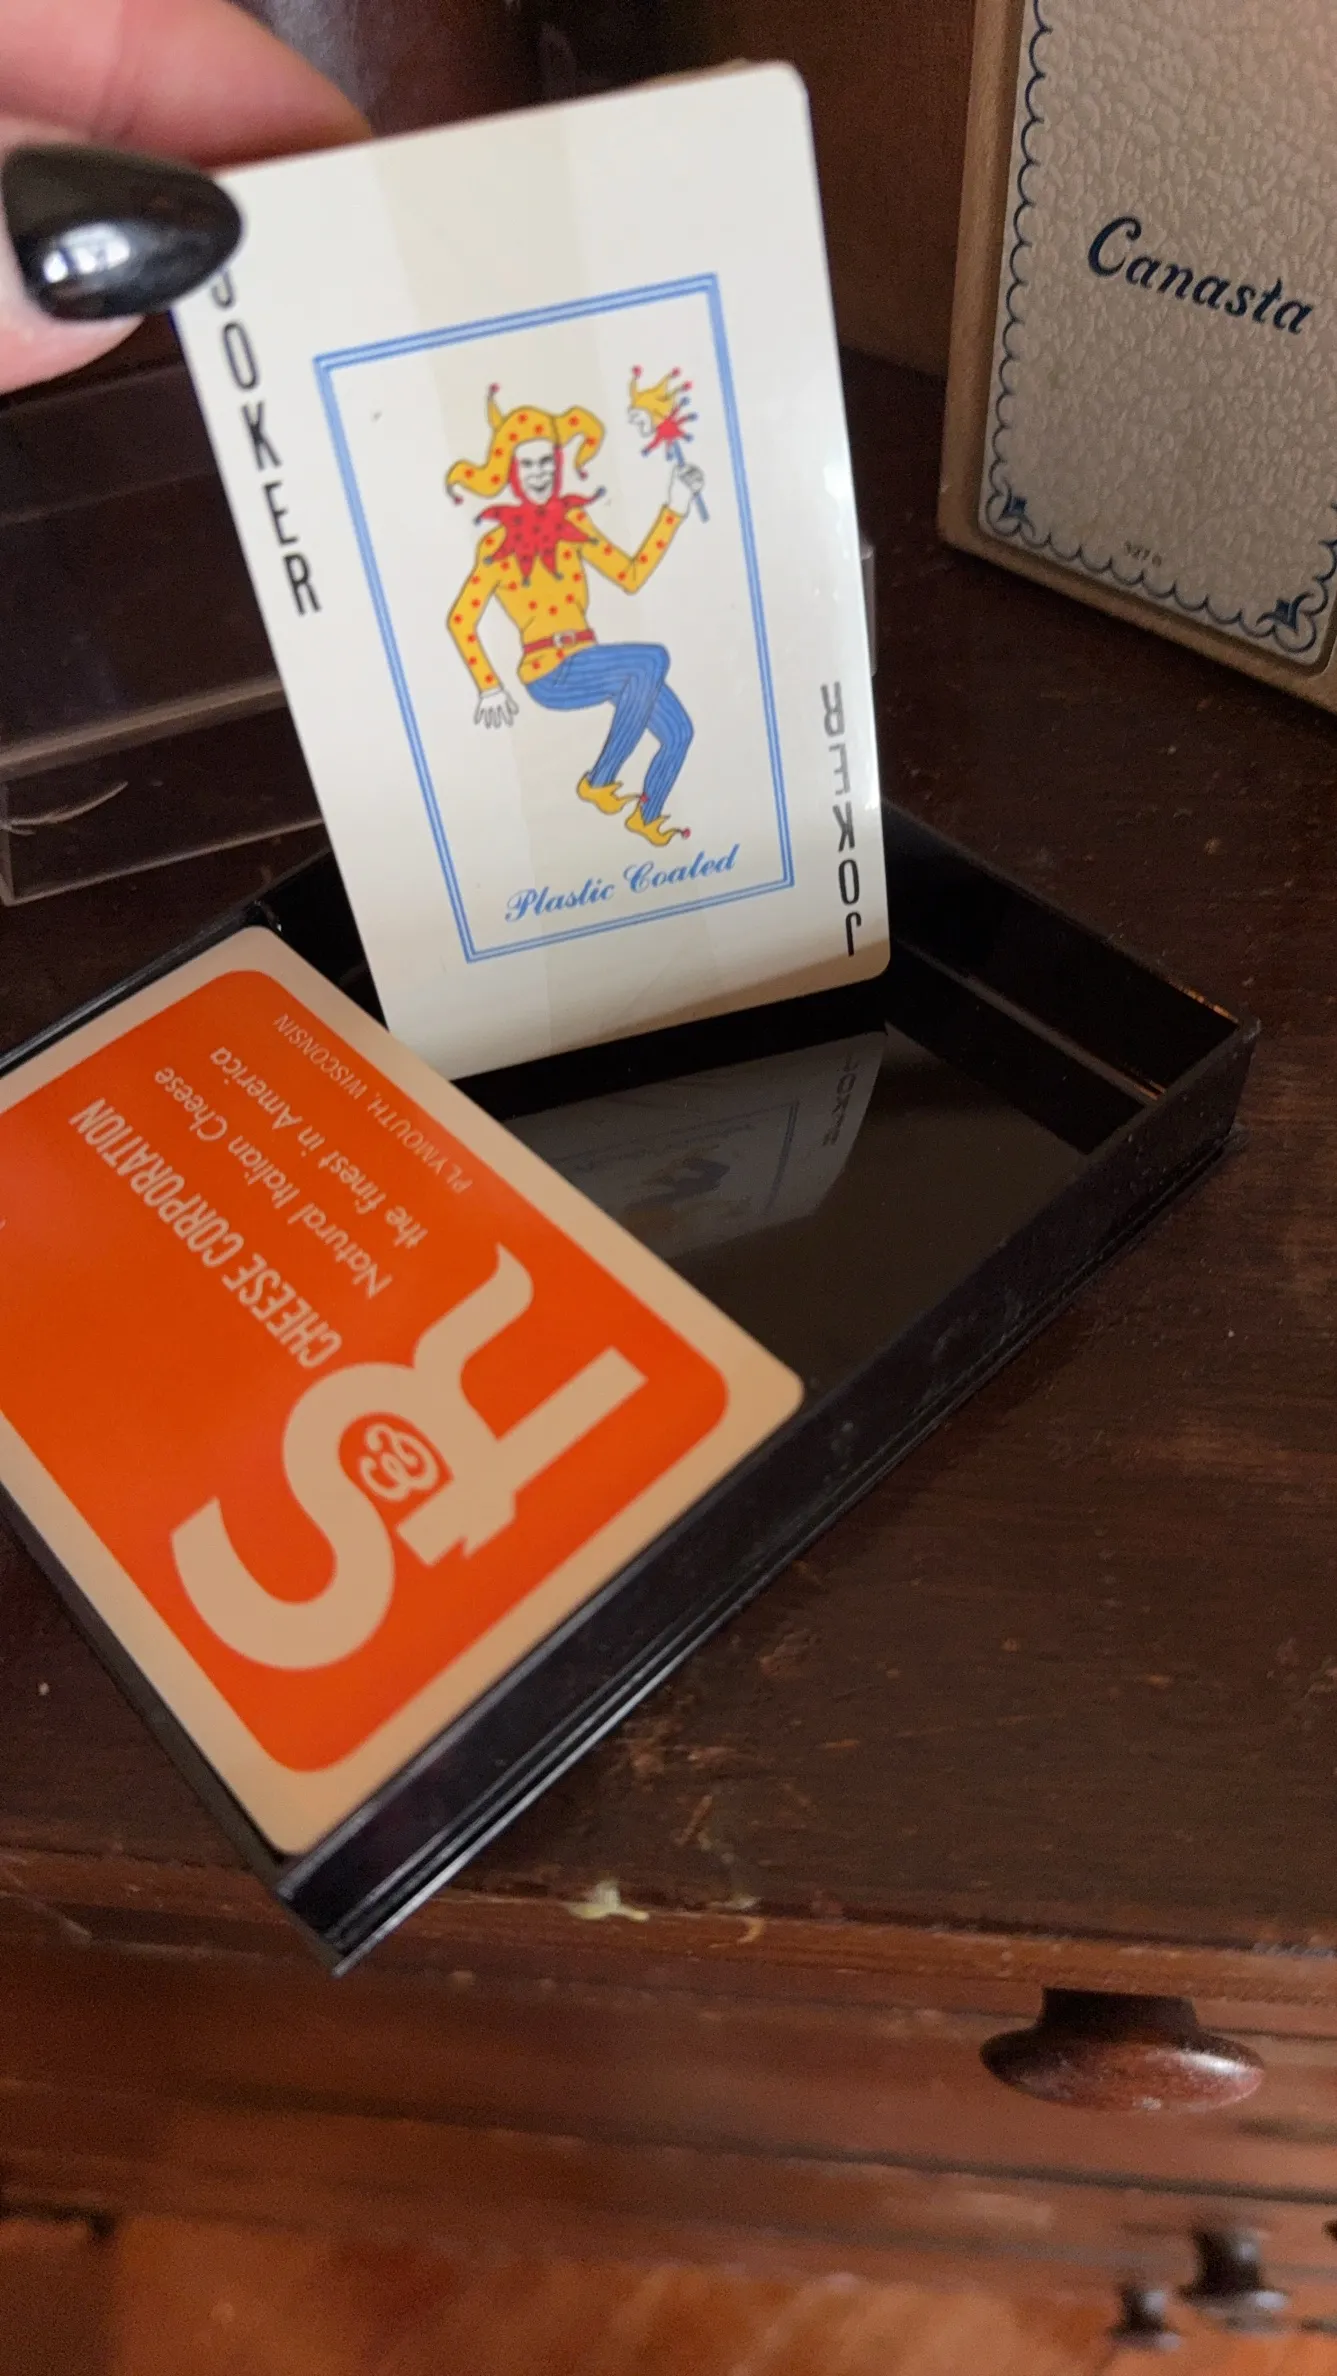 JOKER
Plastic Coated
JOKER
Canasta
S&R
CHEESE CORPORATION
Natural Italian Cheese
the finest in America
PLYMOUTH, WISCONSIN